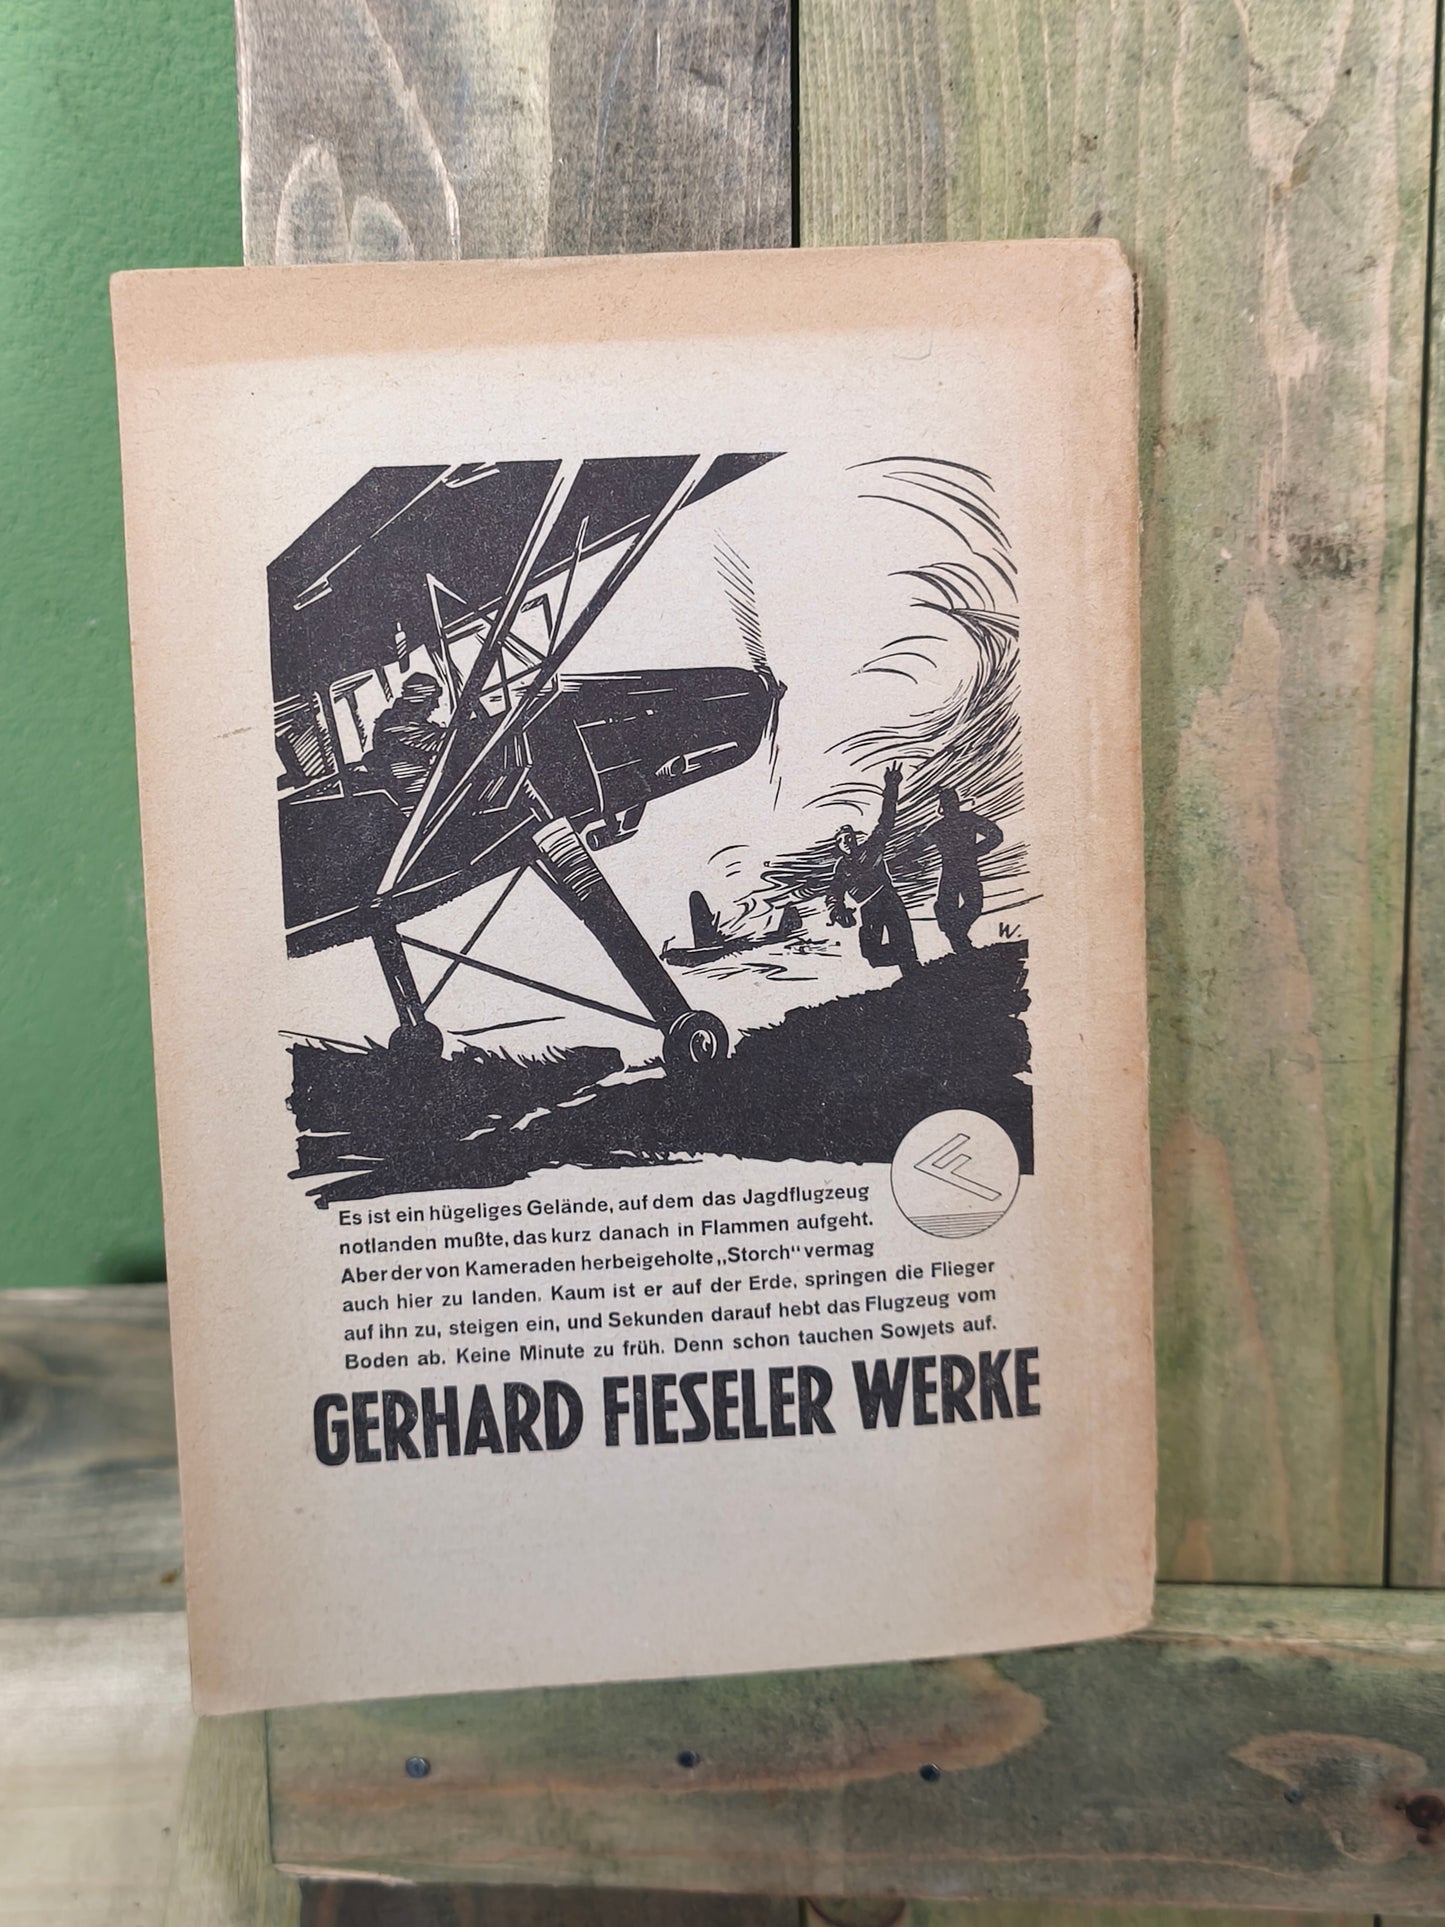 W.
F
Es ist ein hügeliges Gelände, auf dem das Jagdflugzeug
notlanden mußte, das kurz danach in Flammen aufgeht.
Aber der von Kameraden herbeigeholte „Storch“ vermag
auch hier zu landen. Kaum ist er auf der Erde, springen die Flieger
auf ihn zu, steigen ein, und Sekunden darauf hebt das Flugzeug vom
Boden ab. Keine Minute zu früh. Denn schon tauchen Sowjets auf.
GERHARD FIESELER WERKE